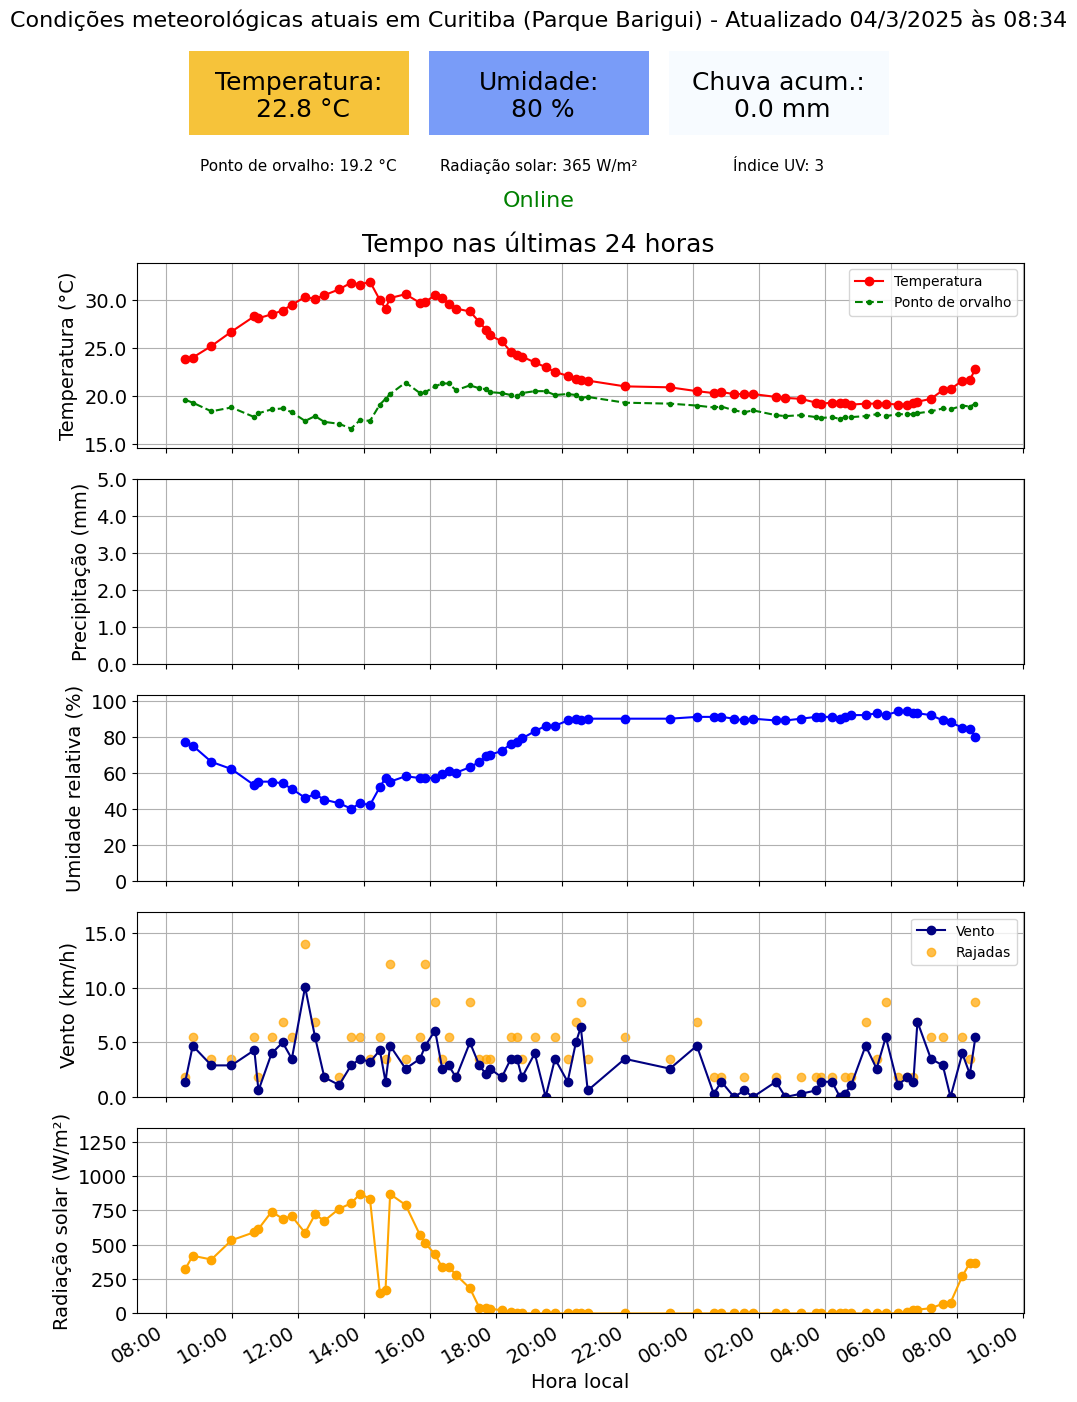 Condições meteorológicas atuais em Curitiba (Parque Barigui) - Atualizado 04/3/2025 às 08:34
Temperatura:
22.8 °C
Umidade:
80 %
Chuva acum.:
0.0 mm
Ponto de orvalho: 19.2 °C
Radiação solar: 365 W/m²
Índice UV: 3
Online
Tempo nas últimas 24 horas
Temperatura (°C)
30.0
25.0
20.0
15.0
Temperatura
Ponto de orvalho
Precipitação (mm)
5.0
4.0
3.0
2.0
1.0
0.0
Umidade relativa (%)
100
80
60
40
20
0
Vento (km/h)
15.0
10.0
5.0
0.0
Vento
Rajadas
Radiação solar (W/m²)
1250
1000
750
500
250
0
08:00
10:00
12:00
14:00
16:00
18:00
20:00
22:00
00:00
02:00
04:00
06:00
08:00
10:00
Hora local